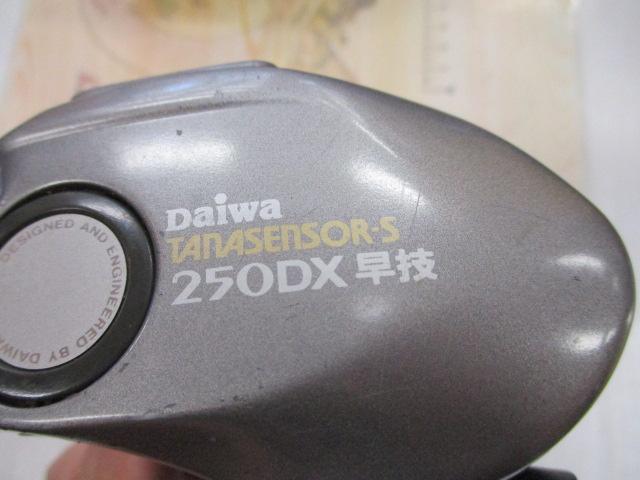 Daiwa
TANASENSOR-S
250DX 早技
DESIGNED AND ENGINEERED BY DAIWA